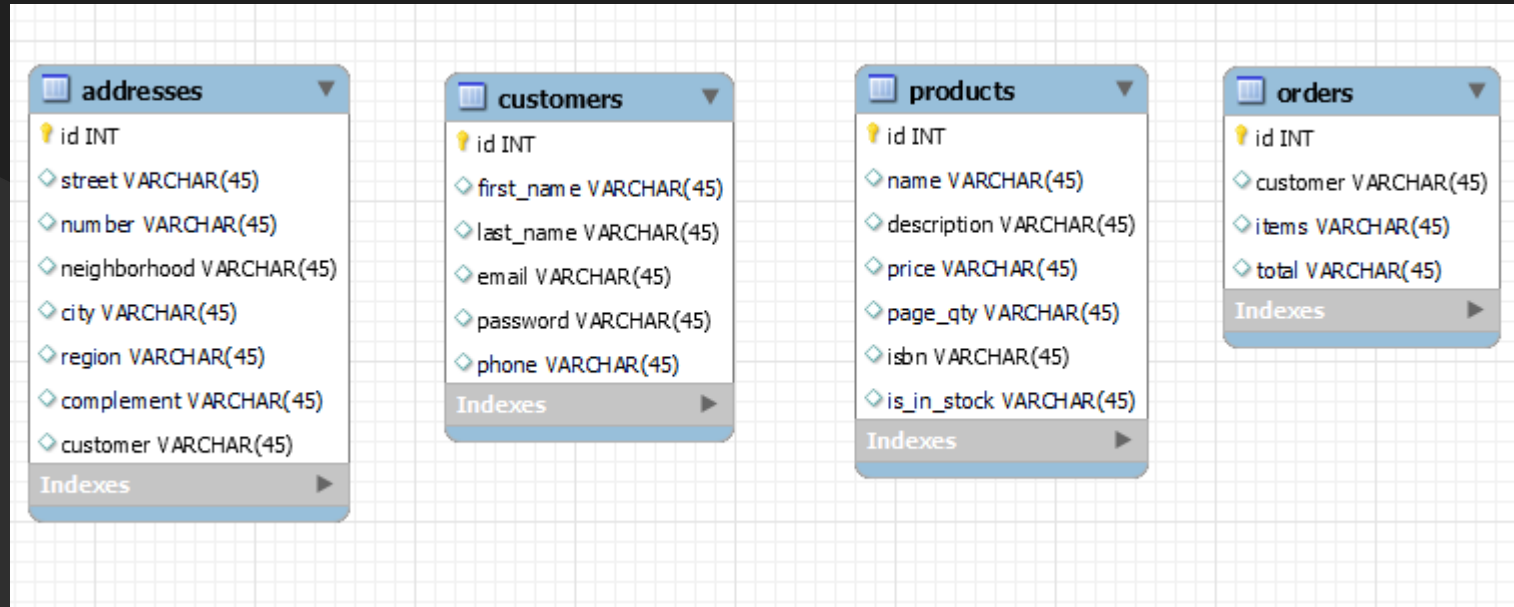 addresses
id INT
street VARCHAR(45)
number VARCHAR(45)
neighborhood VARCHAR(45)
city VARCHAR(45)
region VARCHAR(45)
complement VARCHAR(45)
customer VARCHAR(45)
Indexes
customers
id INT
first_name VARCHAR(45)
last_name VARCHAR(45)
email VARCHAR(45)
password VARCHAR(45)
phone VARCHAR(45)
Indexes
products
id INT
name VARCHAR(45)
description VARCHAR(45)
price VARCHAR(45)
page_qty VARCHAR(45)
isbn VARCHAR(45)
is_in_stock VARCHAR(45)
Indexes
orders
id INT
customer VARCHAR(45)
items VARCHAR(45)
total VARCHAR(45)
Indexes